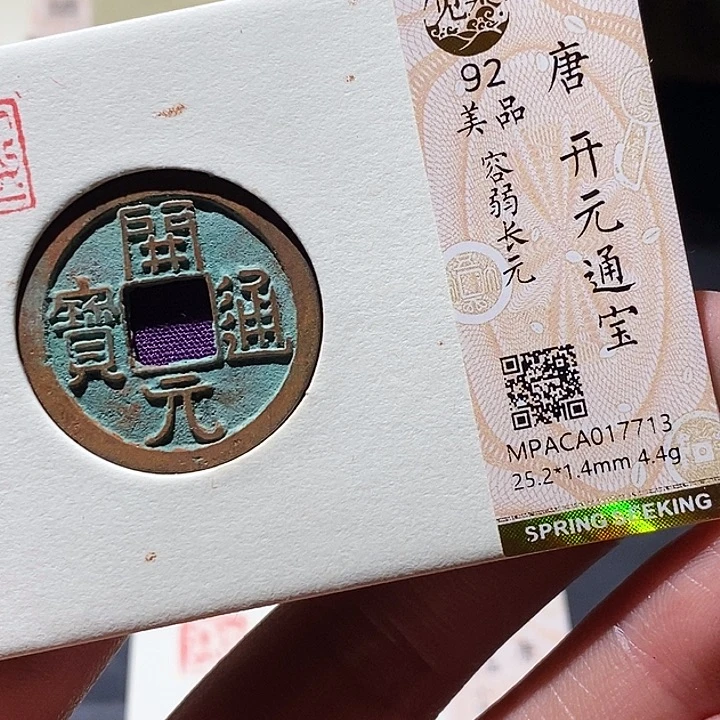 唐 开元通宝
92
美品
容弱长元
MPACA017713
25.2*1.4mm 4.4g
SPRING SEEKING
開
通
元
寶